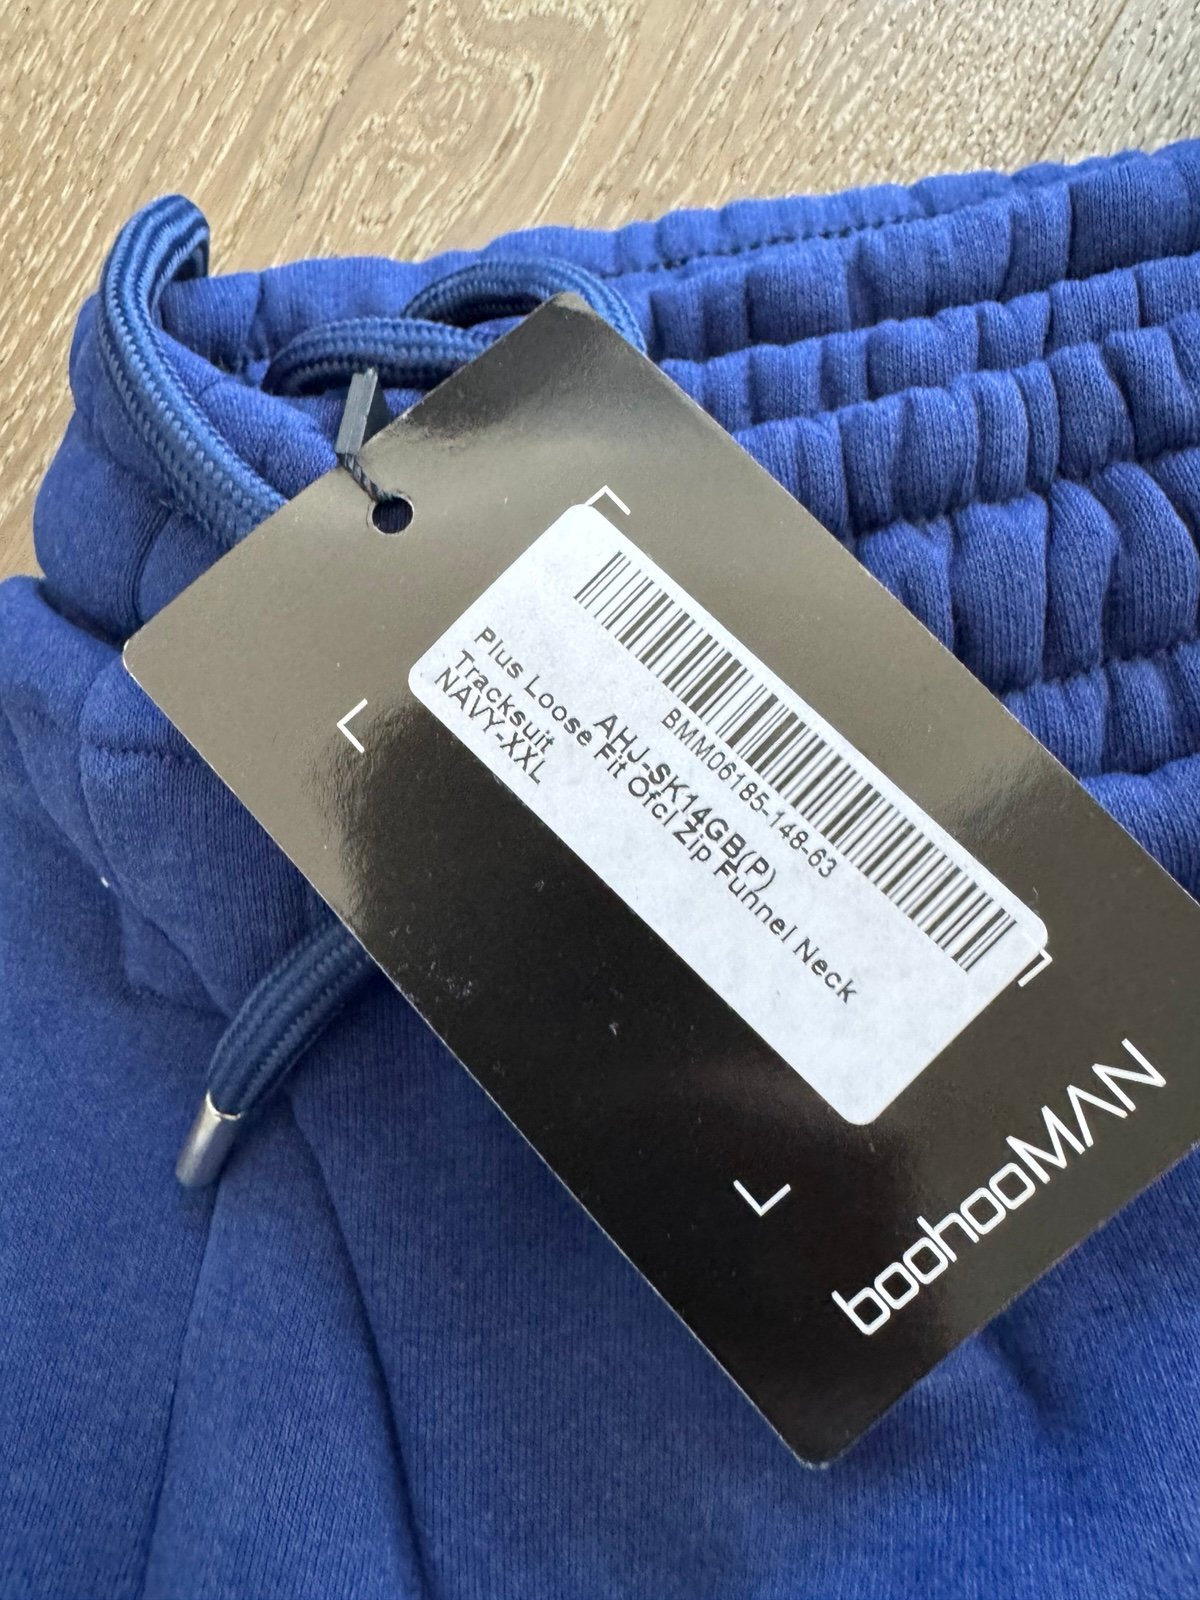 BMM06185-148-63
AHJ-SK14GB(P)
Plus Loose Fit Ofcl Zip Funnel Neck
Tracksuit
NAVY-XXL
boohooMAN